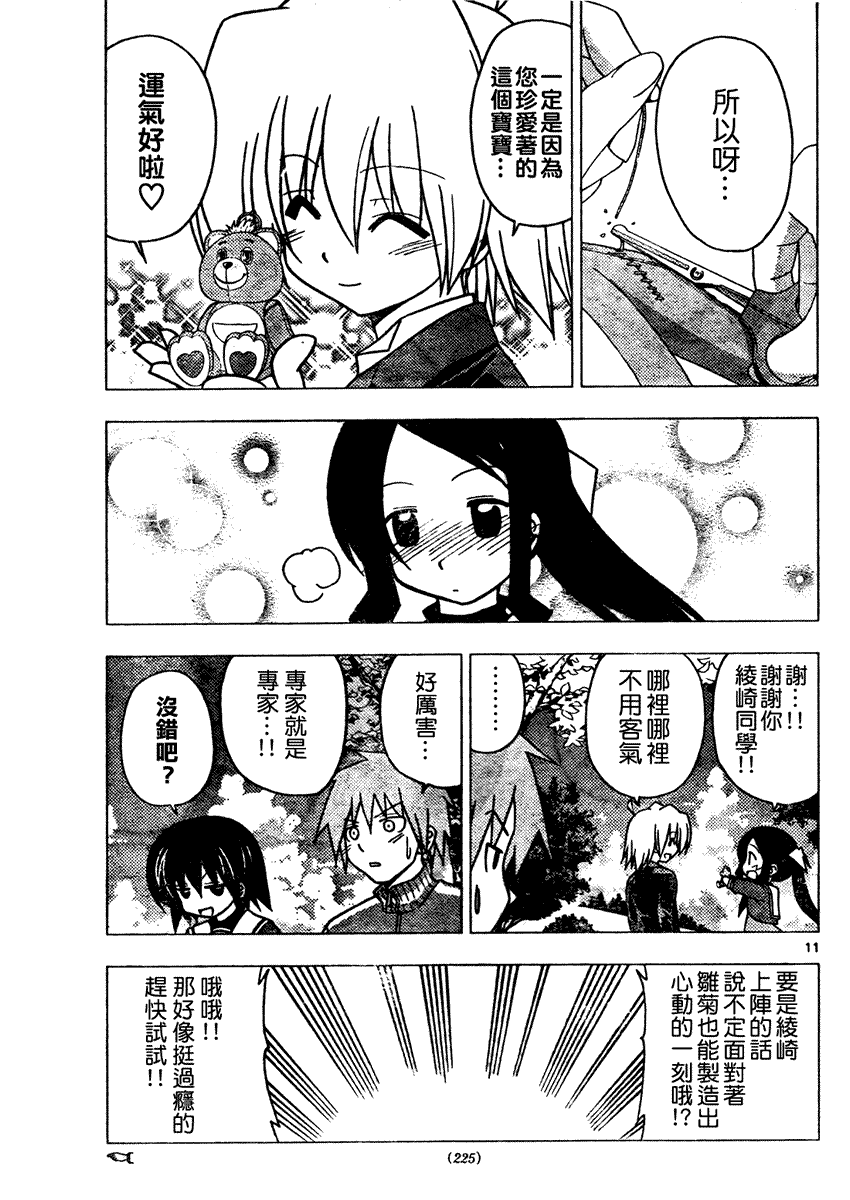 所以呀…
一定是因為
您珍愛著的
這個寶寶…
運氣好啦♡
謝…!!
謝謝你
綾崎同學!!
哪裡哪裡
不用客氣
………
好厲害…
專家就是
專家…!!
沒錯吧？
11
要是綾崎
上陣的話
說不定面對著
雛菊也能製造出
心動的一刻哦!?
哦哦!!
那好像挺過癮的
趕快試試!!
(225)